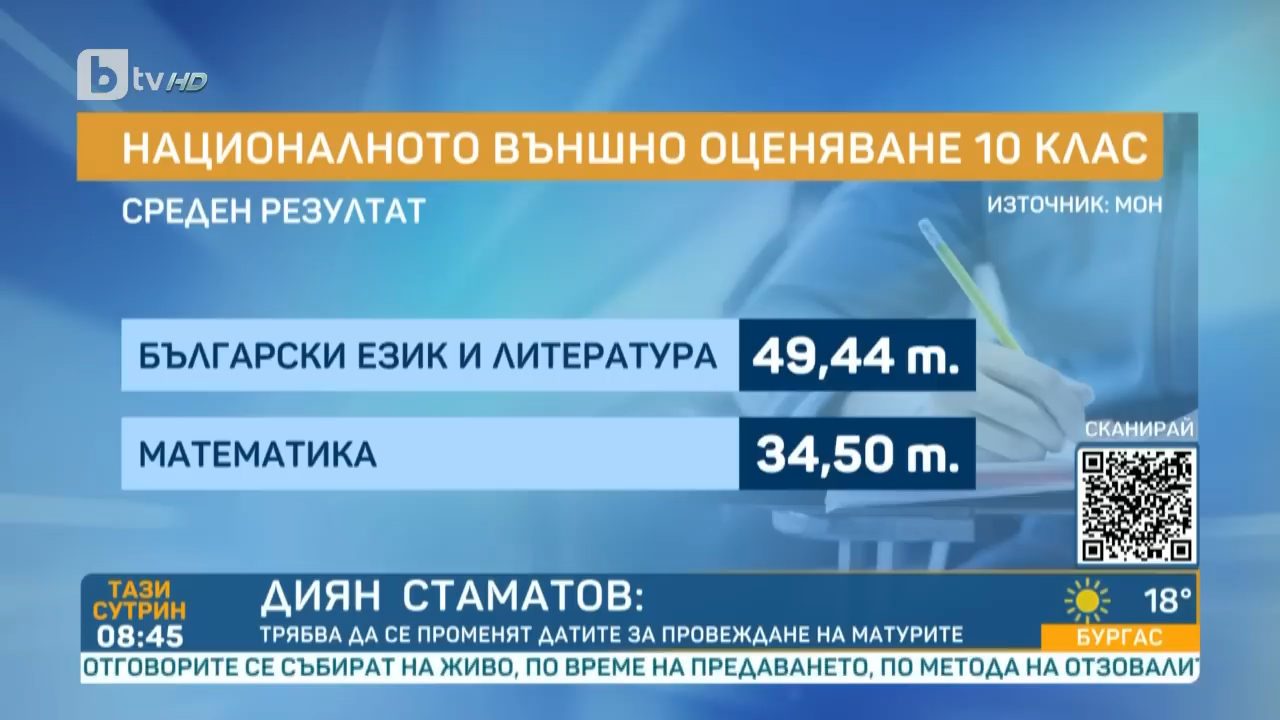 btv HD
НАЦИОНАЛНОТО ВЪНШНО ОЦЕНЯВАНЕ 10 КЛАС
СРЕДЕН РЕЗУЛТАТ
ИЗТОЧНИК: МОН
БЪЛГАРСКИ ЕЗИК И ЛИТЕРАТУРА 49,44 т.
МАТЕМАТИКА 34,50 т.
СКАНИРАЙ
ТАЗИ
СУТРИН
08:45
ДИЯН СТАМАТОВ:
ТРЯБВА ДА СЕ ПРОМЕНЯТ ДАТИТЕ ЗА ПРОВЕЖДАНЕ НА МАТУРИТЕ
18°
БУРГАС
ОТГОВОРИТЕ СЕ СЪБИРАТ НА ЖИВО, ПО ВРЕМЕ НА ПРЕДАВАНЕТО, ПО МЕТОДА НА